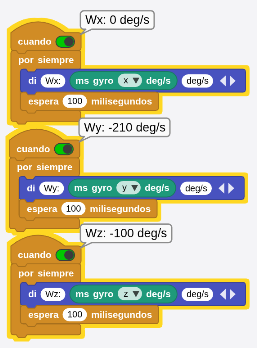 Wx: 0 deg/s
cuando
por siempre
di Wx: ms gyro x deg/s deg/s
espera 100 milisegundos
Wy: -210 deg/s
cuando
por siempre
di Wy: ms gyro y deg/s deg/s
espera 100 milisegundos
Wz: -100 deg/s
cuando
por siempre
di Wz: ms gyro z deg/s deg/s
espera 100 milisegundos